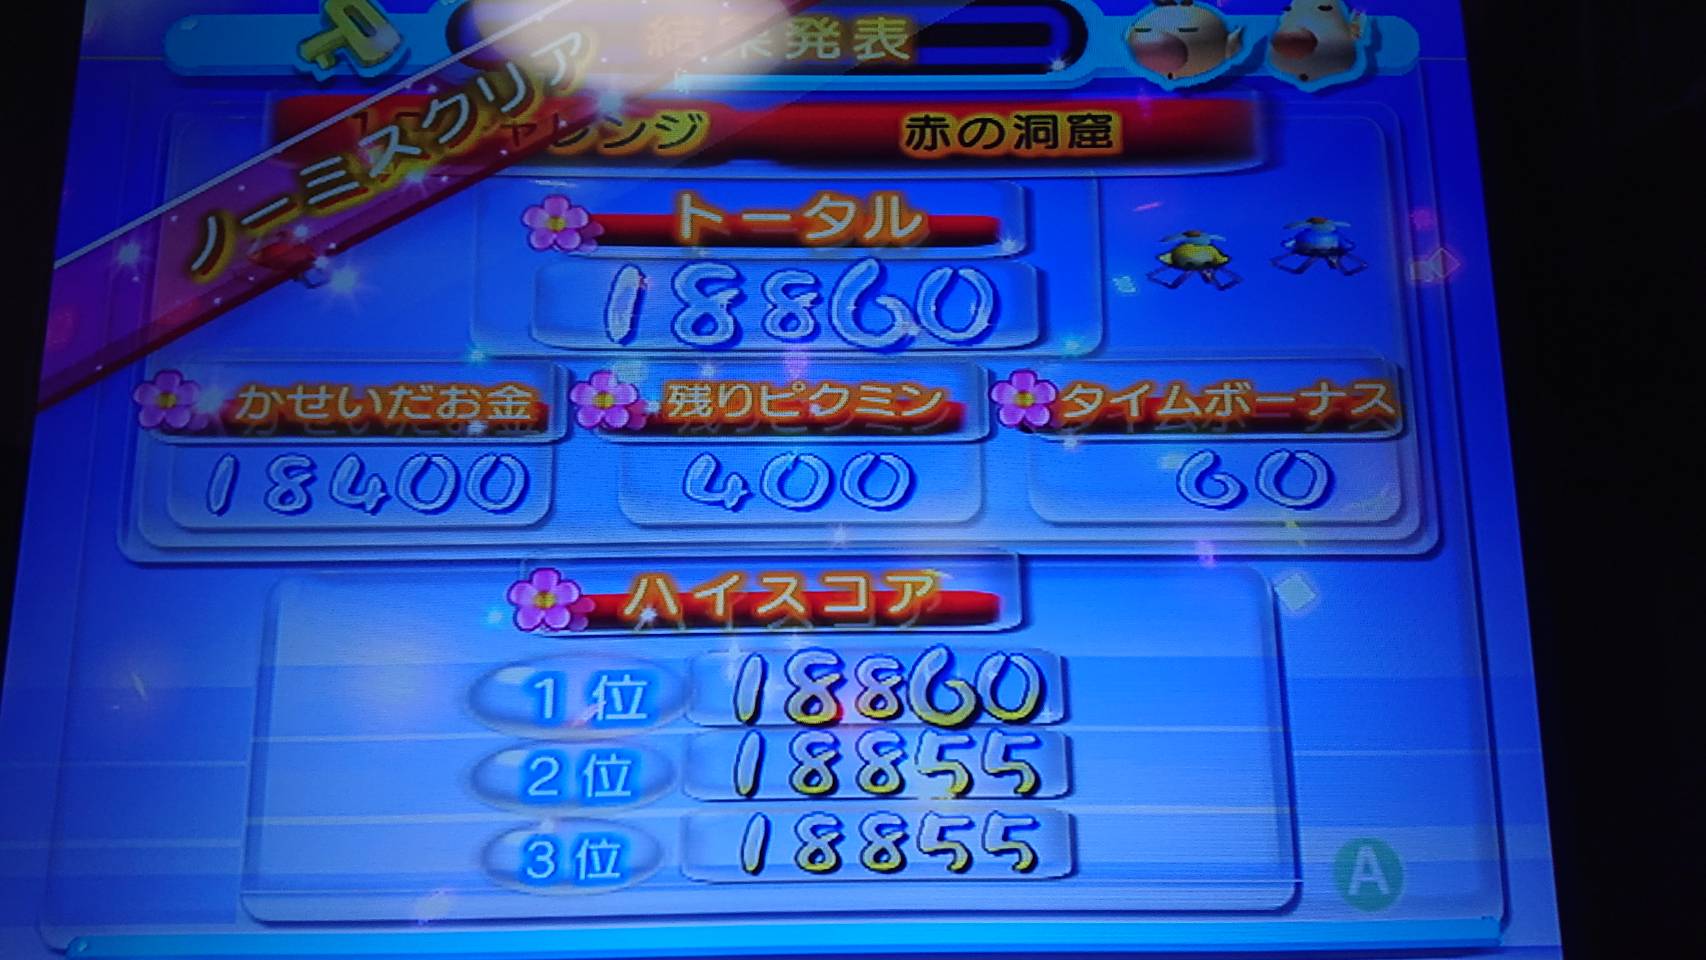 結果発表
ノーミスクリア
チャレンジ 赤の洞窟
トータル
18860
かせいだお金 残りピクミン タイムボーナス
18400 400 60
ハイスコア
1位 18860
2位 18855
3位 18855
A